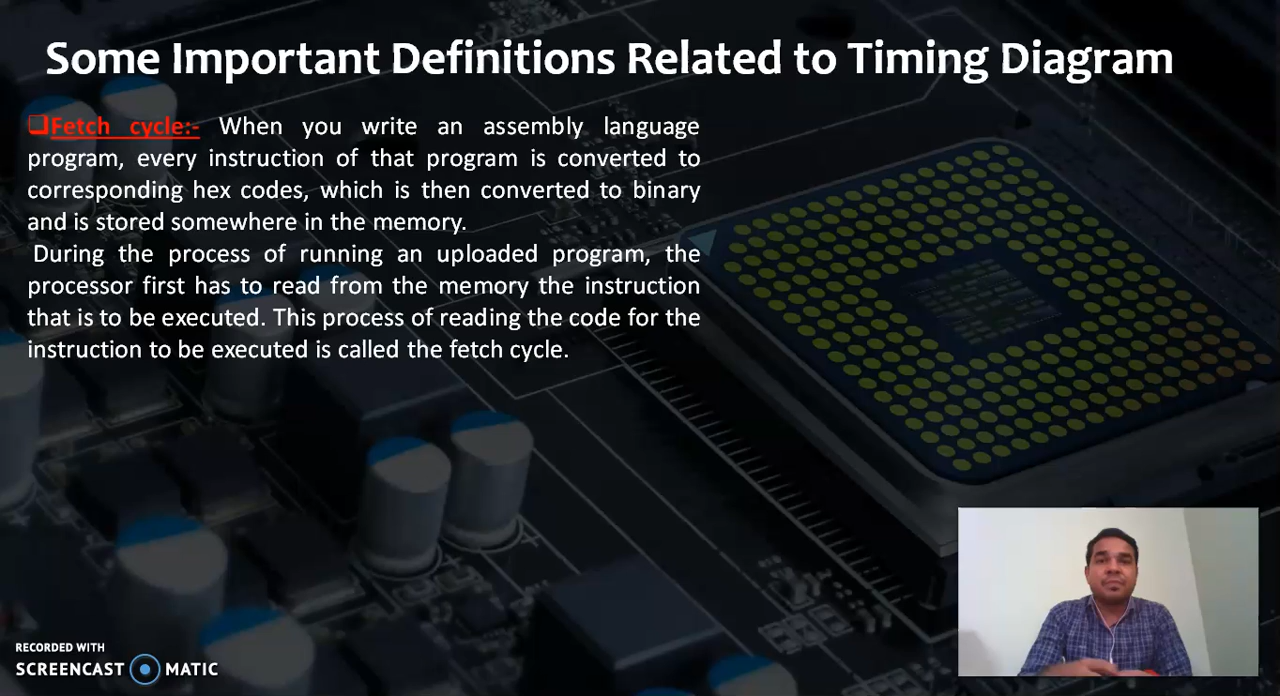 Some Important Definitions Related to Timing Diagram
❑Fetch cycle:- When you write an assembly language
program, every instruction of that program is converted to
corresponding hex codes, which is then converted to binary
and is stored somewhere in the memory.
During the process of running an uploaded program, the
processor first has to read from the memory the instruction
that is to be executed. This process of reading the code for the
instruction to be executed is called the fetch cycle.
RECORDED WITH
SCREENCAST MATIC